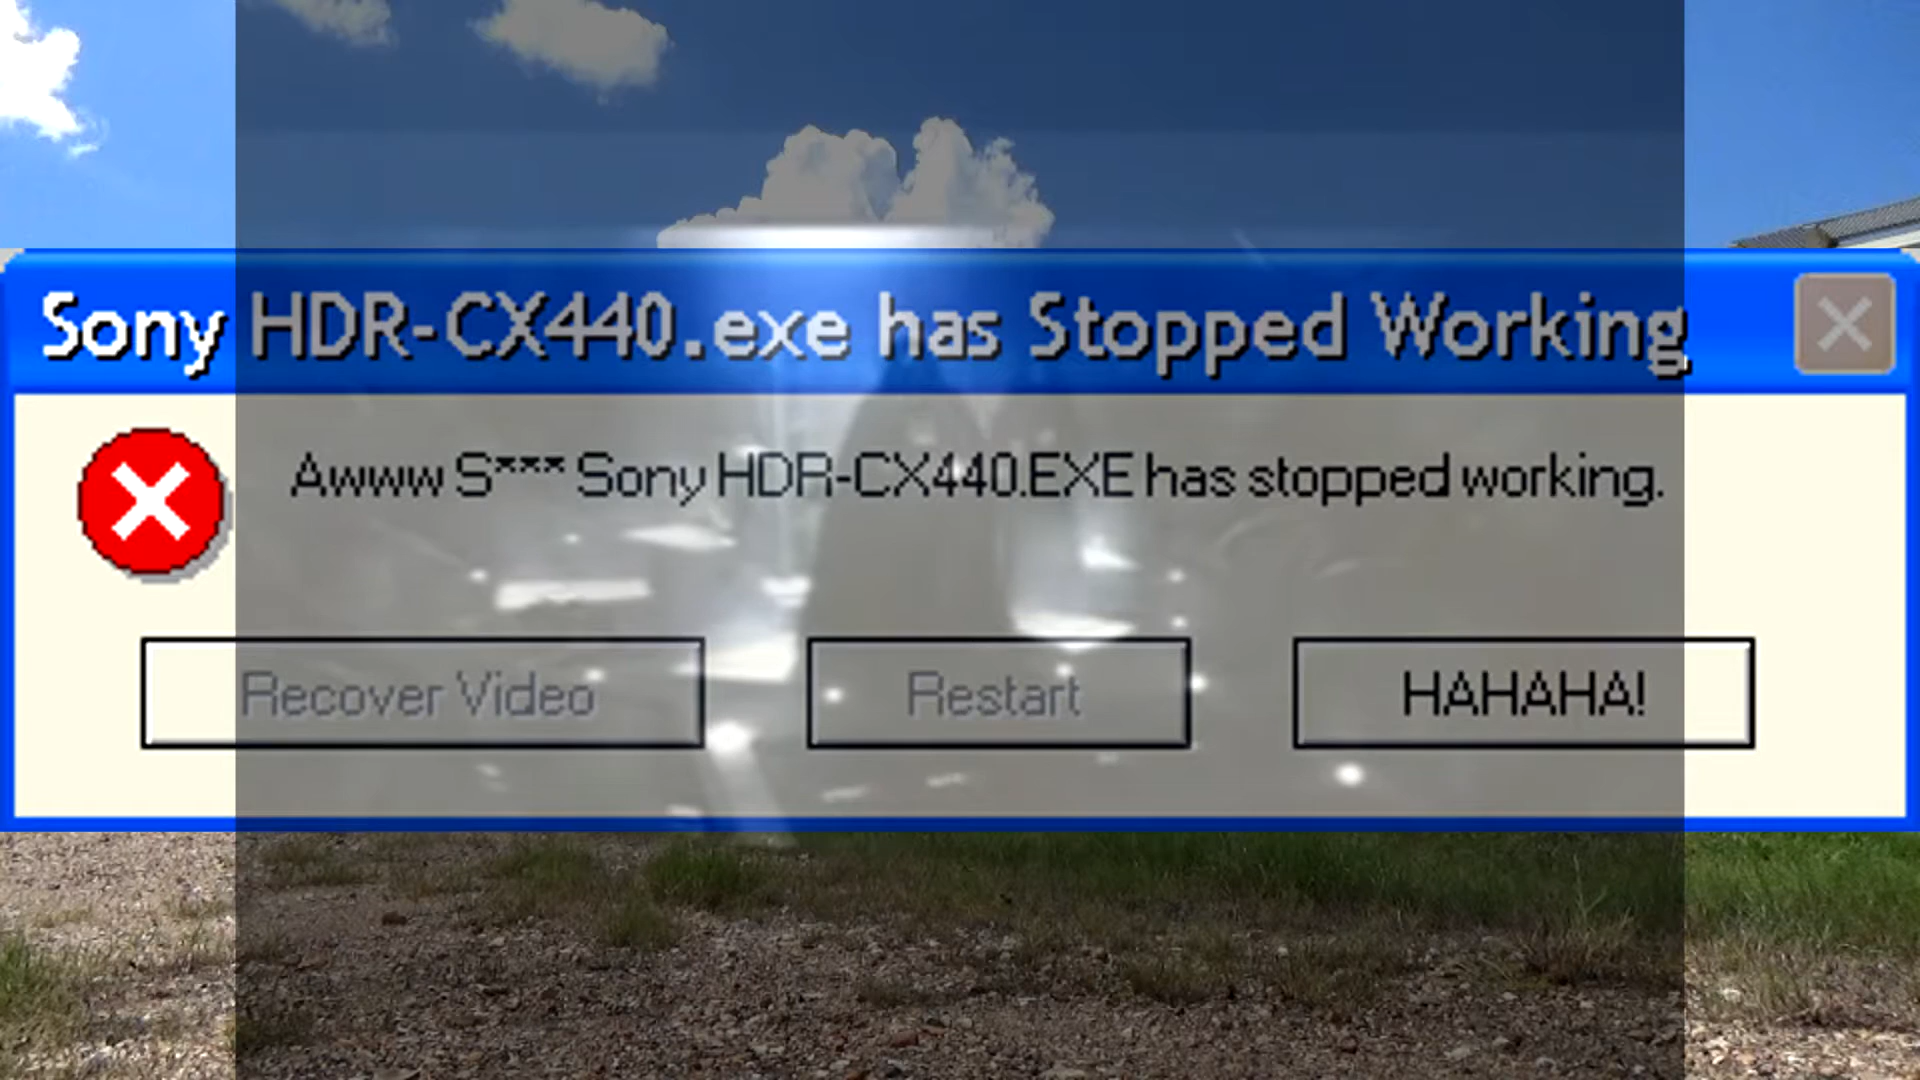 Sony HDR-CX440.exe has Stopped Working
Awww S*** Sony HDR-CX440.EXE has stopped working.
Recover Video
Restart
HAHAHA!